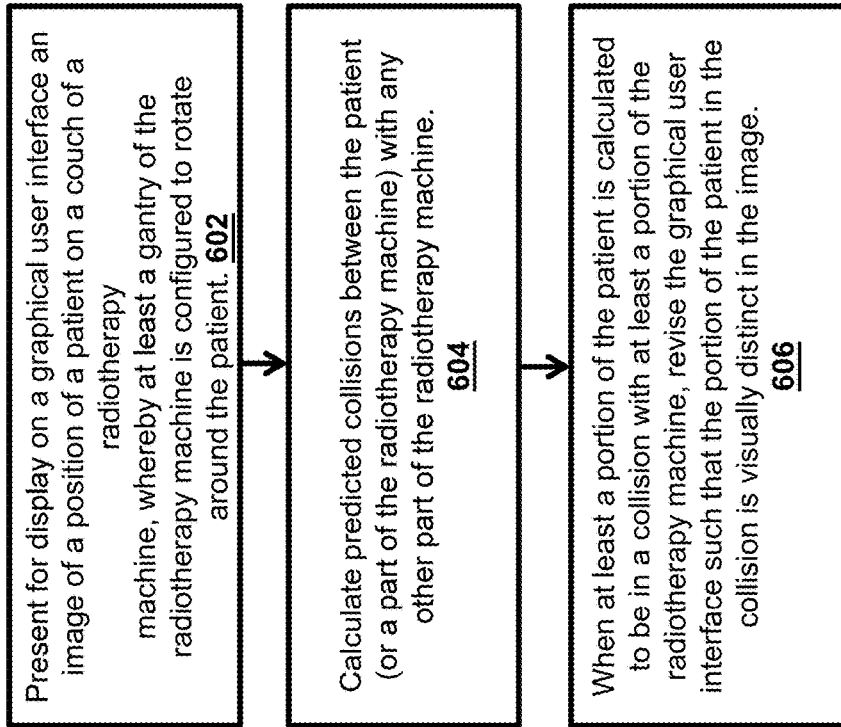 Present for display on a graphical user interface an
image of a position of a patient on a couch of a
radiotherapy
machine, whereby at least a gantry of the
radiotherapy machine is configured to rotate
around the patient. 602
Calculate predicted collisions between the patient
(or a part of the radiotherapy machine) with any
other part of the radiotherapy machine.
604
When at least a portion of the patient is calculated
to be in a collision with at least a portion of the
radiotherapy machine, revise the graphical user
interface such that the portion of the patient in the
collision is visually distinct in the image.
606